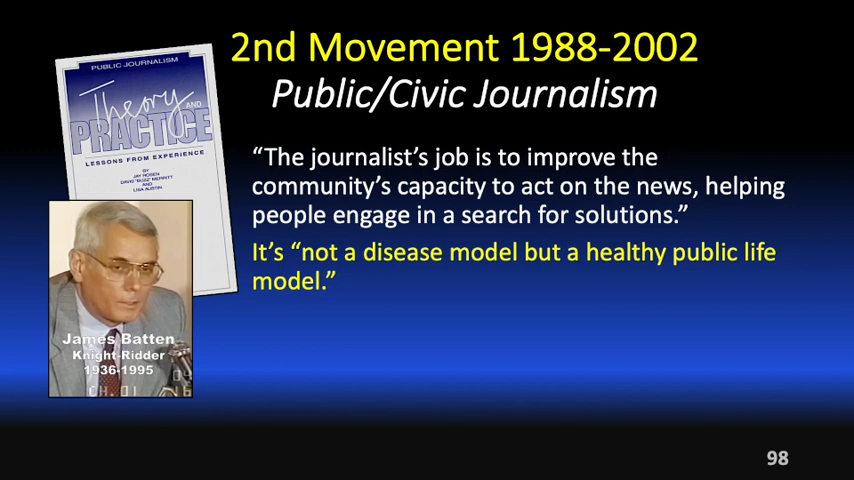 2nd Movement 1988-2002
Public/Civic Journalism
PUBLIC JOURNALISM
Theory AND
PRACTICE
LESSONS FROM EXPERIENCE
BY
JAY ROSEN
DAVIS "BUZZ" MERRITT
AND
LISA AUSTIN
“The journalist’s job is to improve the
community’s capacity to act on the news, helping
people engage in a search for solutions.”
It’s “not a disease model but a healthy public life
model.”
James Batten
Knight-Ridder
1936-1995
CH.01
98